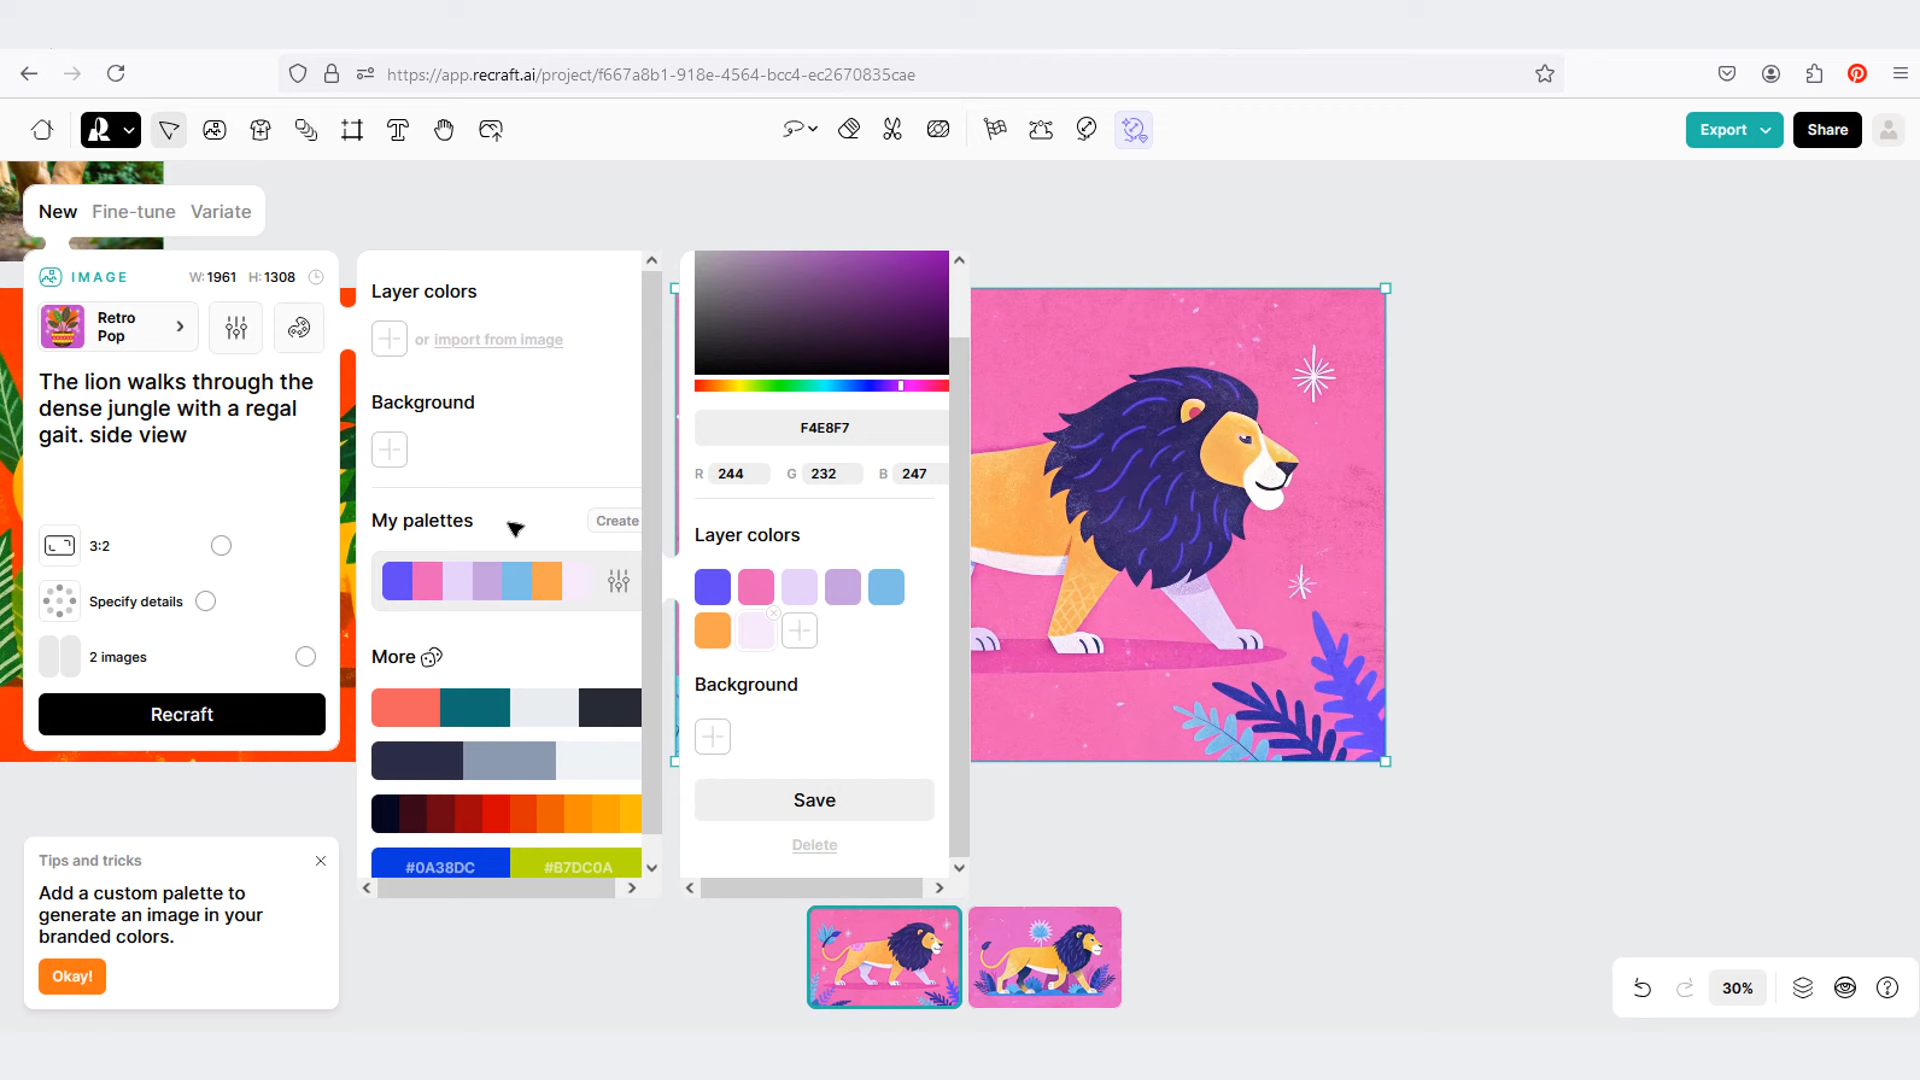 https://app.recraft.ai/project/f667a8b1-918e-4564-bcc4-ec2670835cae
Export
Share
New
Fine-tune
Variate
IMAGE
W: 1961
H: 1308
Retro
Pop
The lion walks through the
dense jungle with a regal
gait. side view
3:2
Specify details
2 images
Recraft
Tips and tricks
Add a custom palette to
generate an image in your
branded colors.
Okay!
Layer colors
or import from image
Background
My palettes
Create
More
#0A38DC
#B7DC0A
F4E8F7
R 244
G 232
B 247
Layer colors
Background
Save
Delete
30%